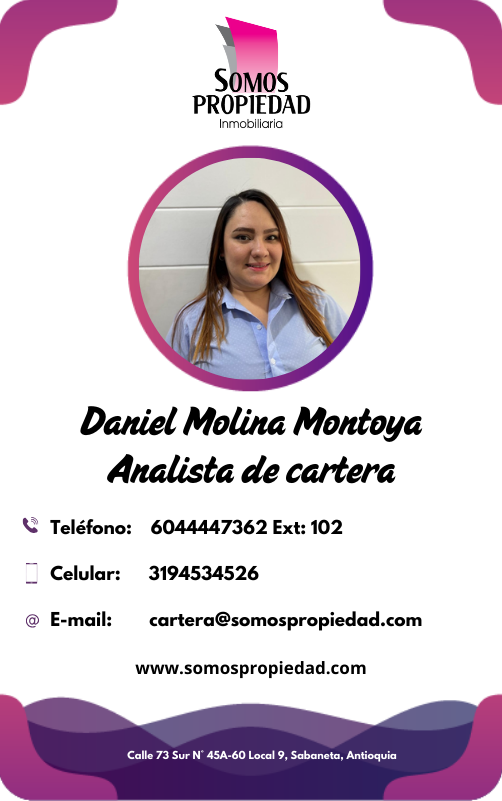 SOMOS
PROPIEDAD
Inmobiliaria
Daniel Molina Montoya
Analista de cartera
Teléfono: 6044447362 Ext: 102
Celular: 3194534526
@ E-mail: cartera@somospropiedad.com
www.somospropiedad.com
Calle 73 Sur N° 45A-60 Local 9, Sabaneta, Antioquia